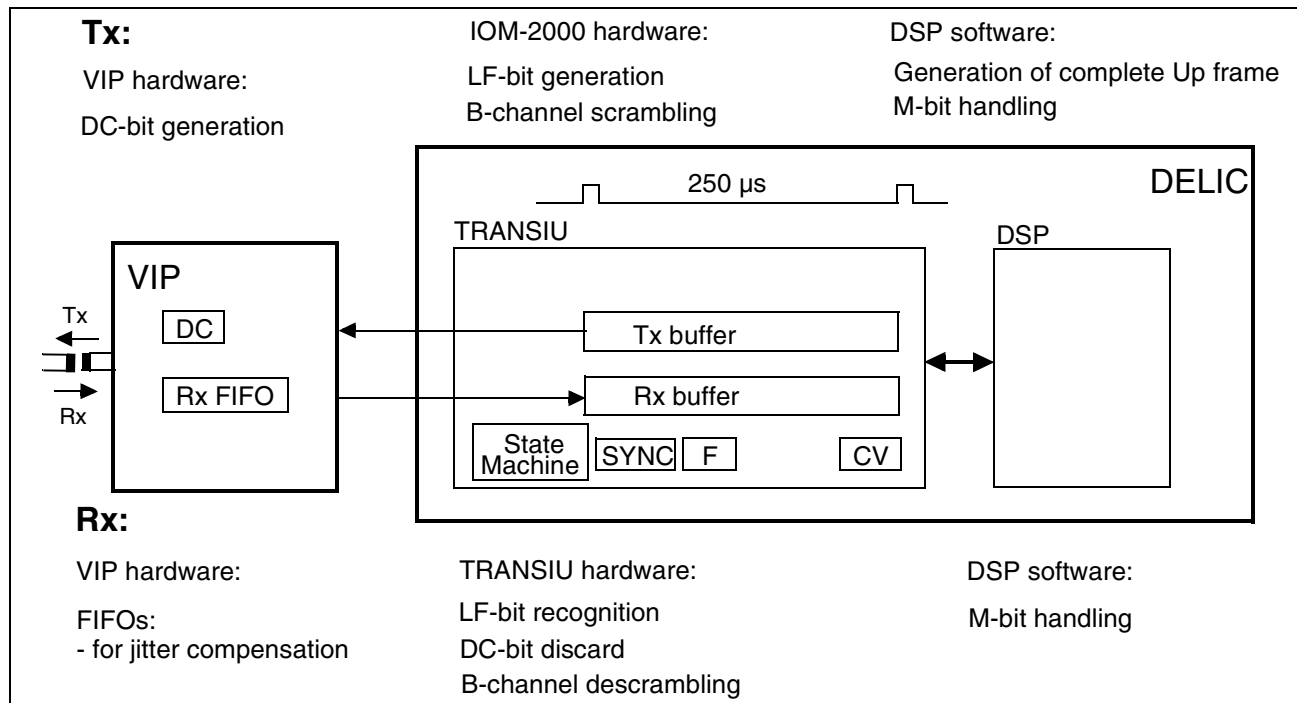 Tx:
VIP hardware:
DC-bit generation
IOM-2000 hardware:
LF-bit generation
B-channel scrambling
DSP software:
Generation of complete Up frame
M-bit handling
DELIC
250 µs
TRANSIU
DSP
VIP
Tx
DC
Tx buffer
Rx FIFO
Rx buffer
Rx
State
Machine
SYNC
F
CV
Rx:
VIP hardware:
FIFOs:
- for jitter compensation
TRANSIU hardware:
LF-bit recognition
DC-bit discard
B-channel descrambling
DSP software:
M-bit handling